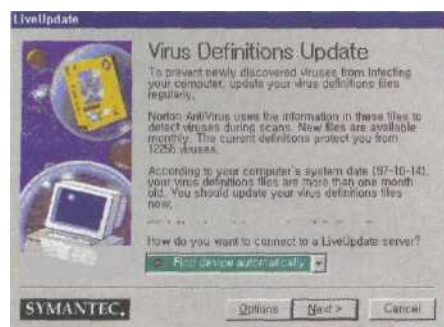 LiveUpdate
Virus Definitions Update
To prevent newly discovered viruses from infecting
your computer, update your virus definitions files
regularly.
Norton AntiVirus uses the information in these files to
detect viruses during scans. New files are available
monthly. The current definitions protect you from
12256 viruses.
According to your computer's system date (97-10-14),
your virus definitions files are more than one month
old. You should update your virus definitions files
now.
How do you want to connect to a LiveUpdate server?
Find device automatically
SYMANTEC.
Options
Next >
Cancel